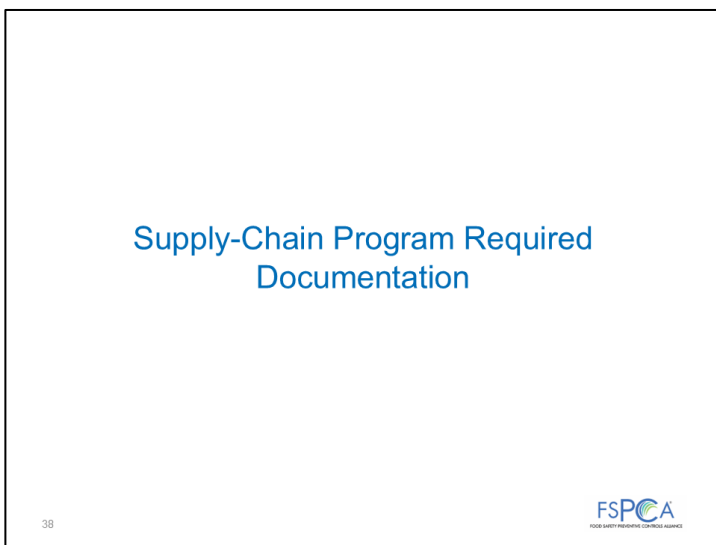 Supply-Chain Program Required
Documentation
38
FSPCA
FOOD SAFETY PREVENTIVE CONTROLS ALLIANCE